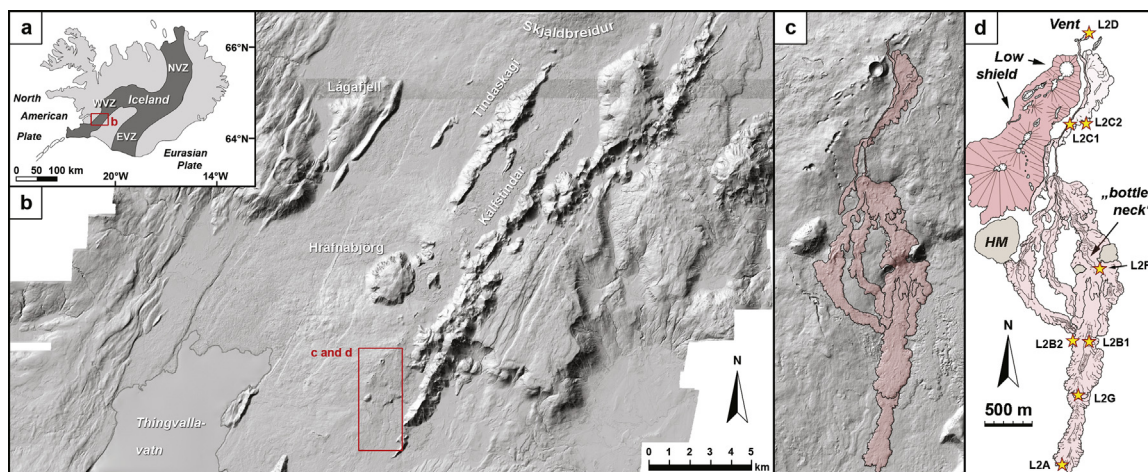 a
66°N
NVZ
North
American
Plate
WVZ
Iceland
b
EVZ
64°N
Eurasian
Plate
0 50 100 km
20°W
14°W
b
Skjaldbreidur
Lágafjell
Tindaskagi
Kálfstindar
Hrafnabjörg
c and d
Thingvalla-
vatn
N
0 1 2 3 4 5
km
c
d
Vent
L2D
Low
shield
L2C2
L2C1
„bottle
neck"
HM
L2F
L2B2
L2B1
N
L2G
500 m
L2A